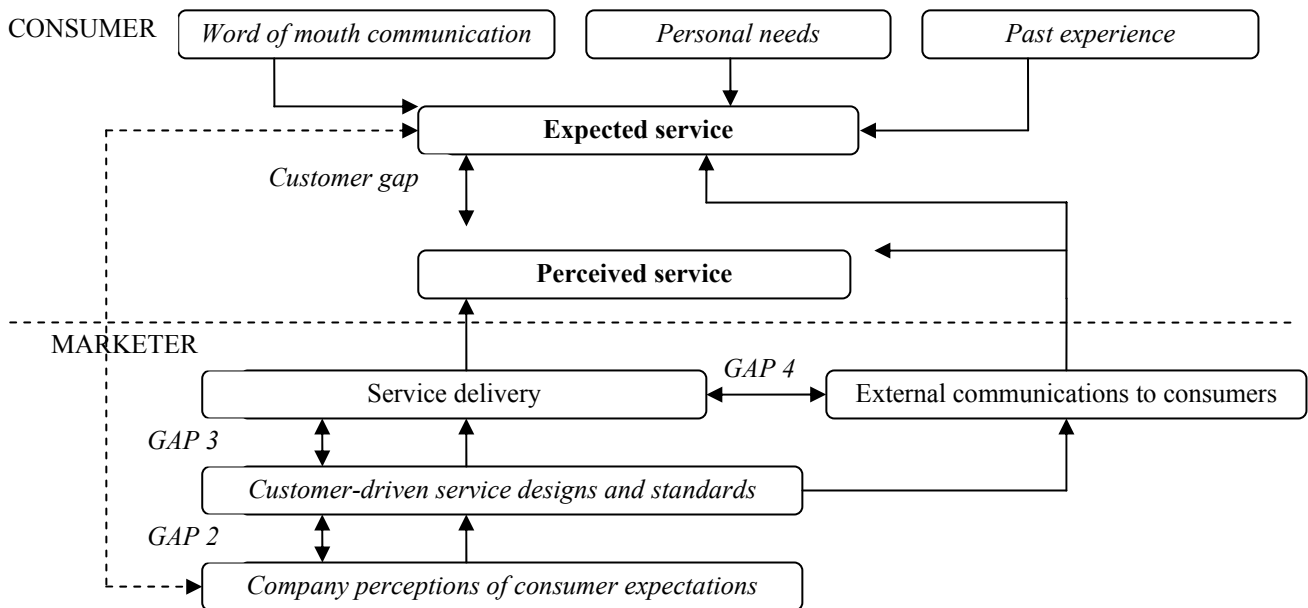 CONSUMER
Word of mouth communication
Personal needs
Past experience
Expected service
Customer gap
Perceived service
MARKETER
Service delivery
GAP 4
External communications to consumers
GAP 3
Customer-driven service designs and standards
GAP 2
Company perceptions of consumer expectations